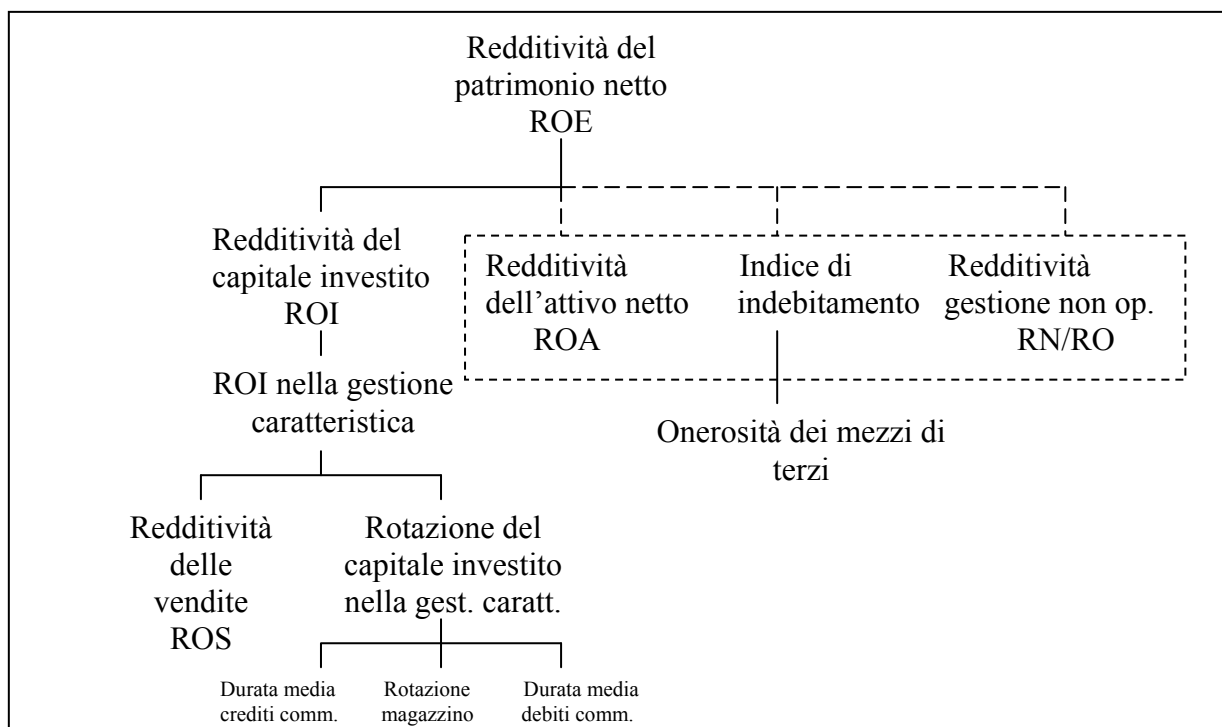 Redditività del
patrimonio netto
ROE
Redditività del
capitale investito
ROI
Redditività
dell'attivo netto
ROA
Indice di
indebitamento
Redditività
gestione non op.
RN/RO
ROI nella gestione
caratteristica
Onerosità dei mezzi di
terzi
Redditività
delle
vendite
ROS
Rotazione del
capitale investito
nella gest. caratt.
Durata media
crediti comm.
Rotazione
magazzino
Durata media
debiti comm.